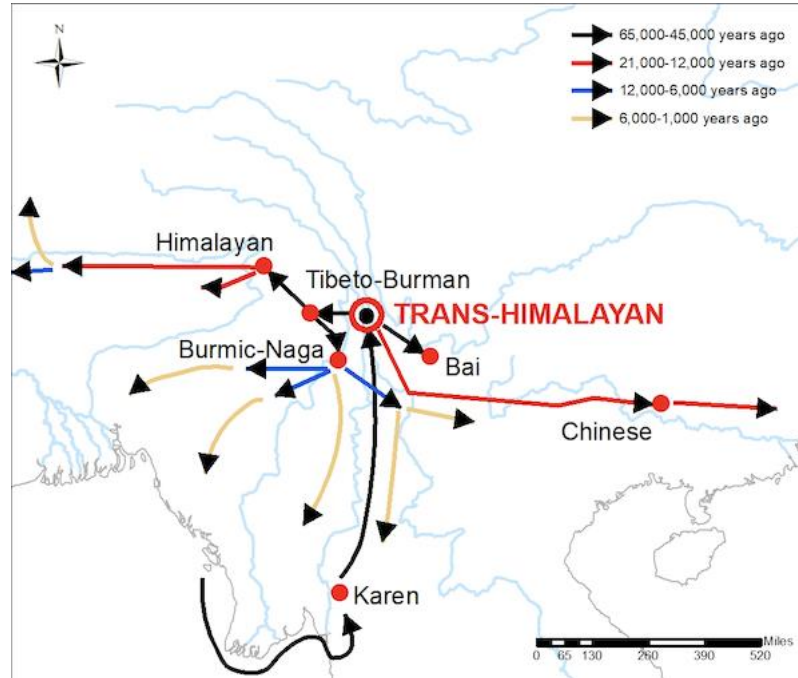 N
65,000-45,000 years ago
21,000-12,000 years ago
12,000-6,000 years ago
6,000-1,000 years ago
Himalayan
Tibeto-Burman
TRANS-HIMALAYAN
Burmic-Naga
Bai
Chinese
Karen
Miles
0 65 130 260 390 520